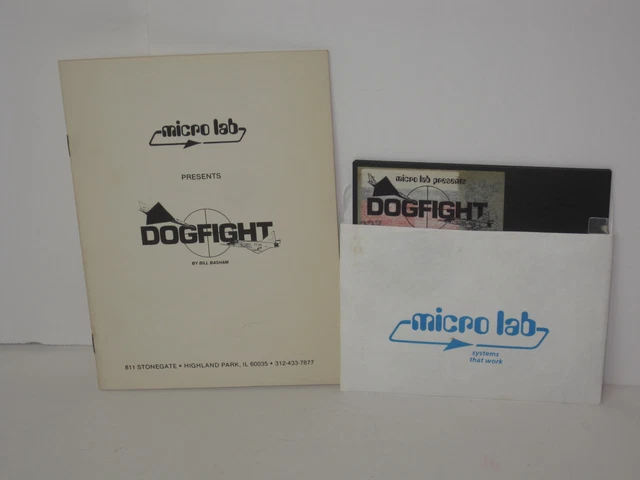 micro lab
PRESENTS
DOGFIGHT
BY BILL BASHAM
811 STONEGATE • HIGHLAND PARK, IL 60035 • 312-433-7877
micro lab presents
DOGFIGHT
micro lab
systems
that work